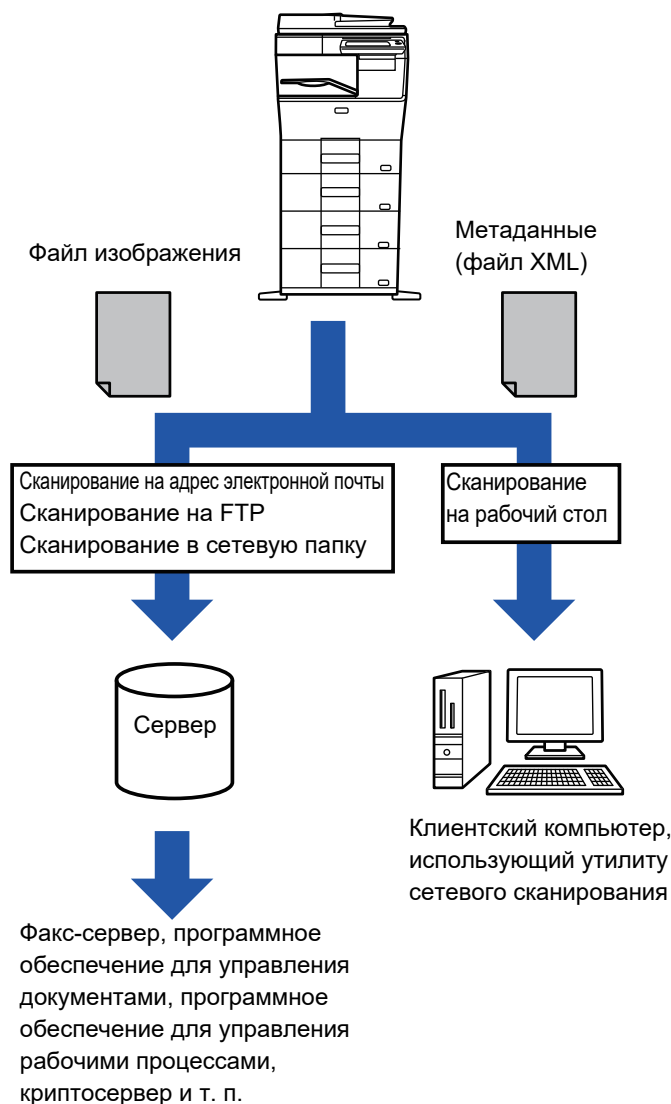 Файл изображения
Метаданные
(файл XML)
Сканирование на адрес электронной почты
Сканирование на FTP
Сканирование в сетевую папку
Сканирование
на рабочий стол
Сервер
Клиентский компьютер,
использующий утилиту
сетевого сканирования
Факс-сервер, программное
обеспечение для управления
документами, программное
обеспечение для управления
рабочими процессами,
криптосервер и т. п.